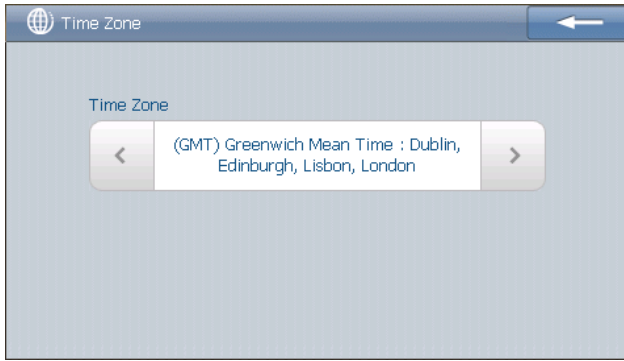 Time Zone
Time Zone
(GMT) Greenwich Mean Time : Dublin,
Edinburgh, Lisbon, London